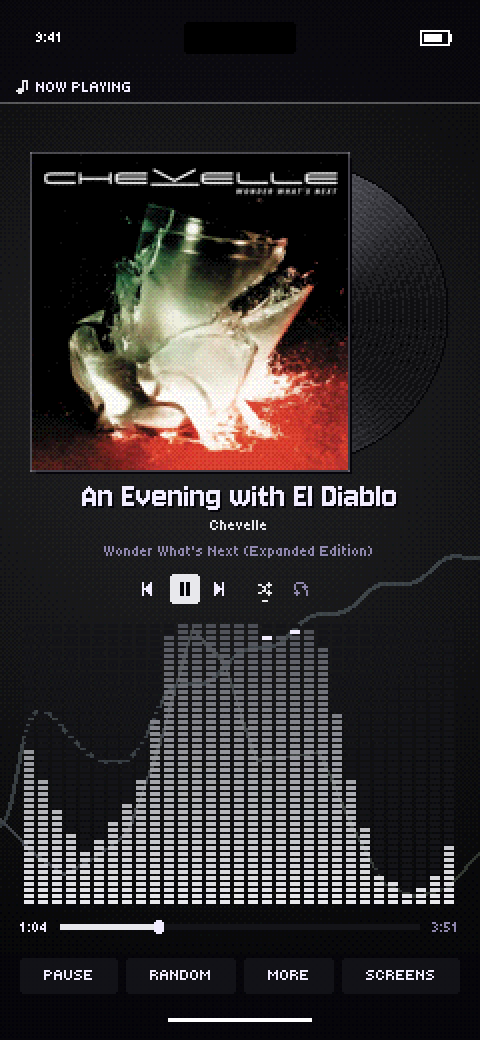 9:41
NOW PLAYING
CHEVELLE
WONDER WHAT'S NEXT
An Evening with El Diablo
Chevelle
Wonder What's Next (Expanded Edition)
1:04
3:51
PAUSE
RANDOM
MORE
SCREENS